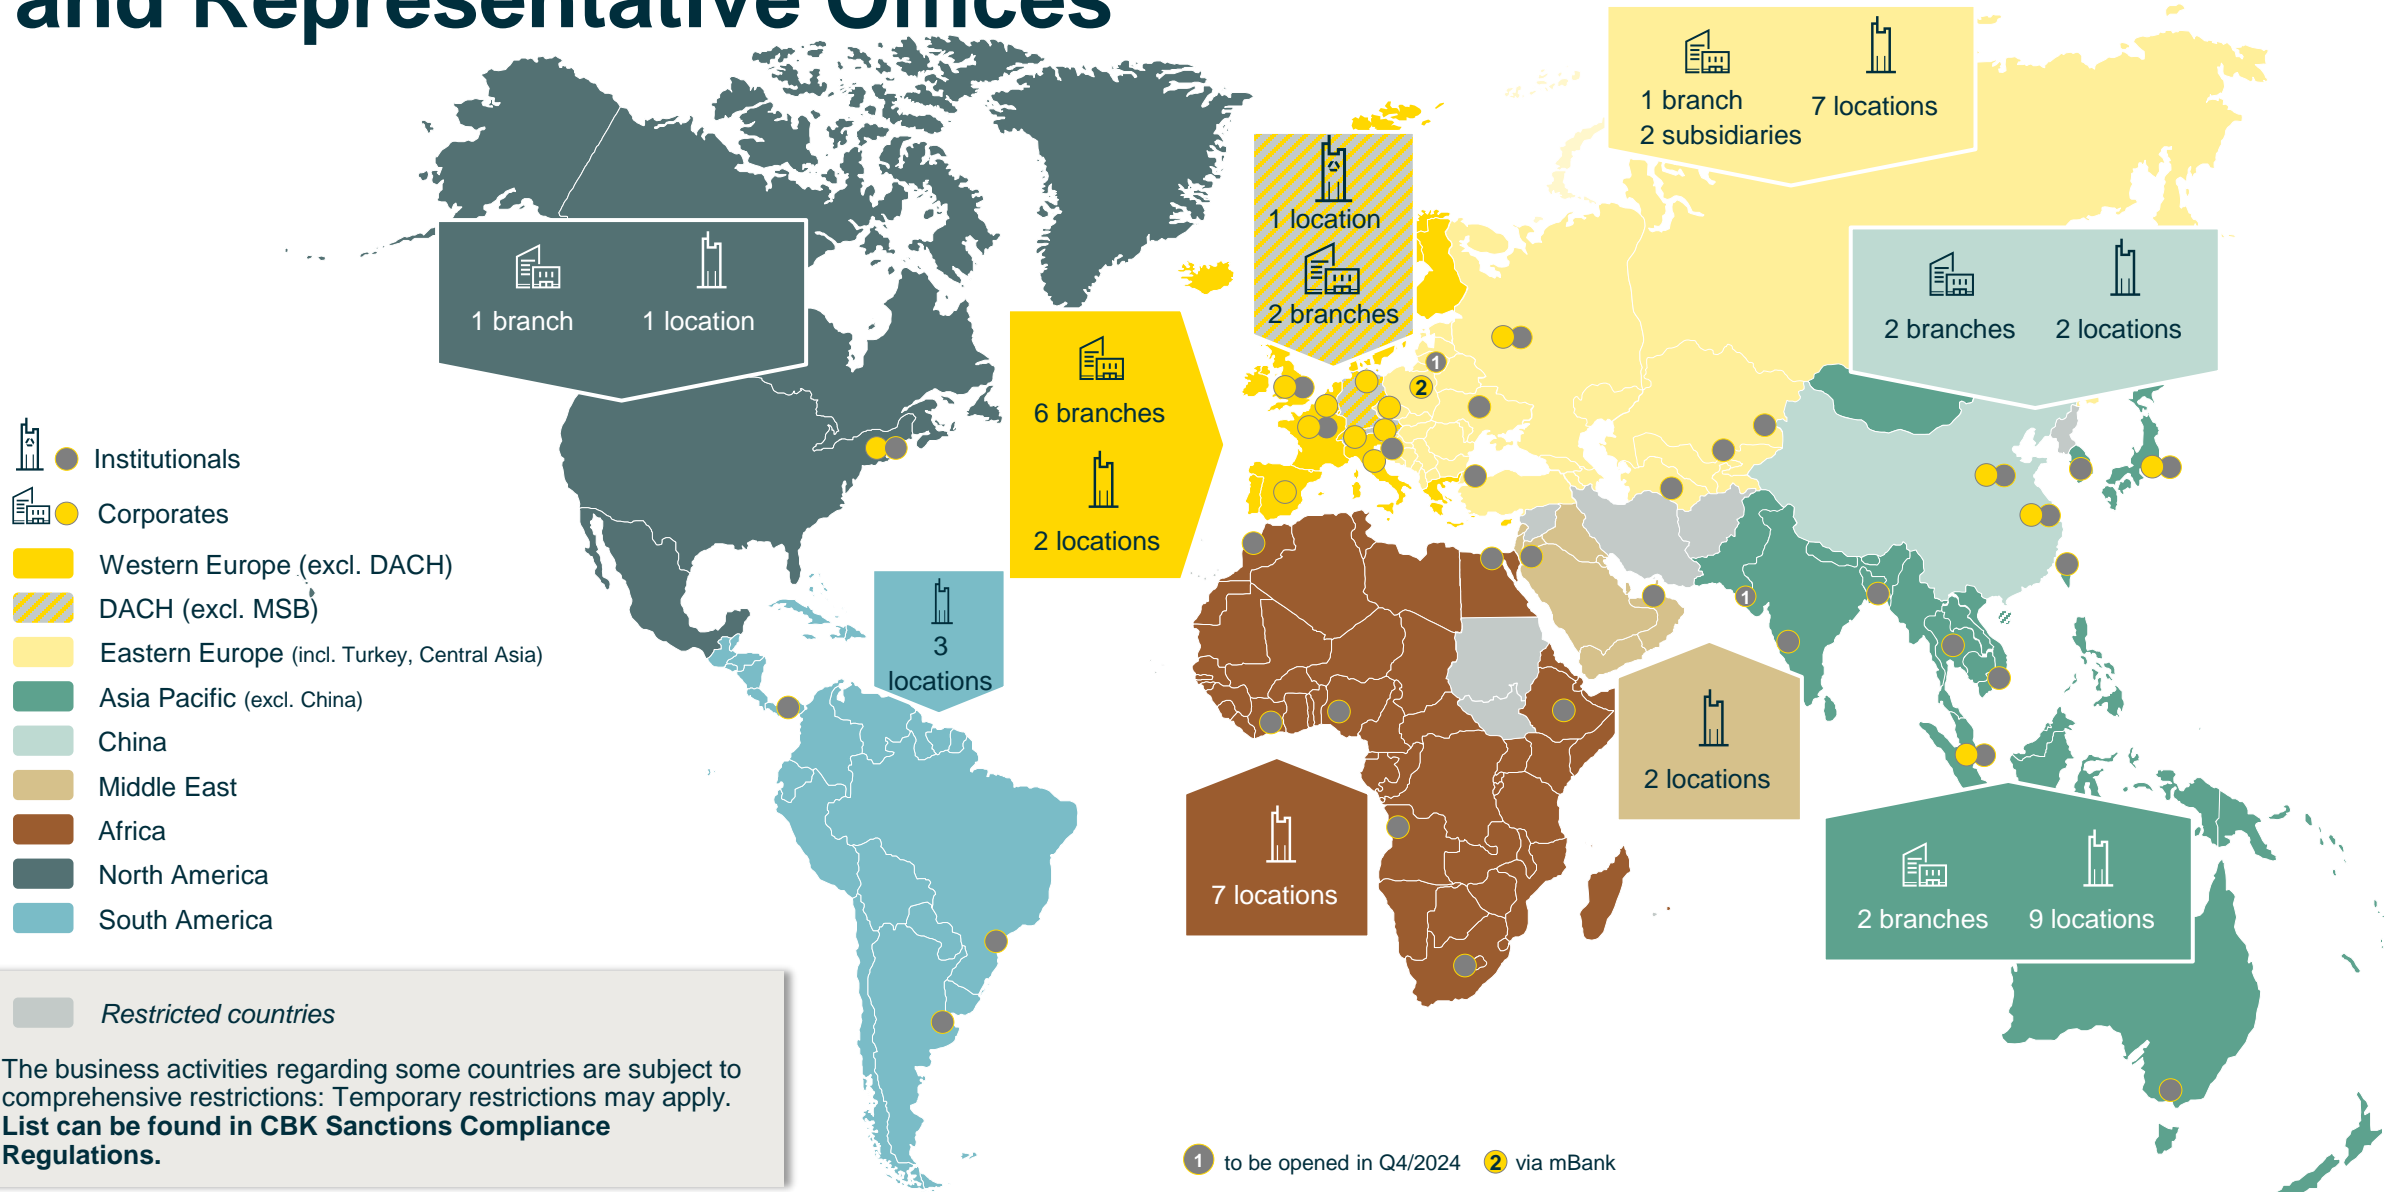 and Representative Offices
1 branch
2 subsidiaries
7 locations
1 location
2 branches
1 branch
1 location
2 branches
2 locations
6 branches
2 locations
Institutionals
Corporates
Western Europe (excl. DACH)
DACH (excl. MSB)
Eastern Europe (incl. Turkey, Central Asia)
Asia Pacific (excl. China)
China
Middle East
Africa
North America
South America
3
locations
1
2
1
2 locations
7 locations
2 branches
9 locations
Restricted countries
The business activities regarding some countries are subject to
comprehensive restrictions: Temporary restrictions may apply.
List can be found in CBK Sanctions Compliance
Regulations.
1 to be opened in Q4/2024
2 via mBank